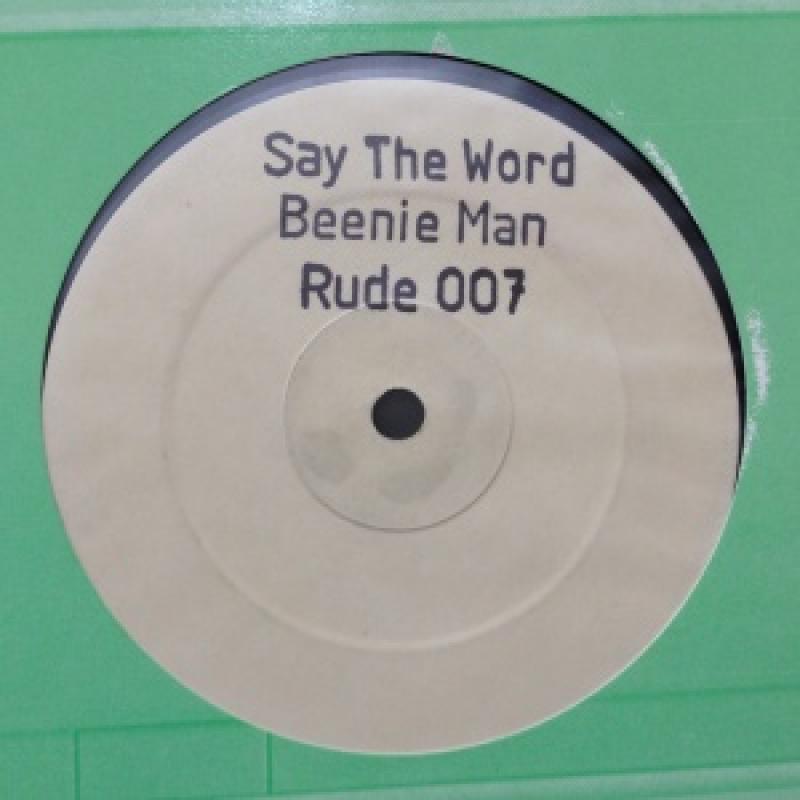 Say The Word
Beenie Man
Rude 007